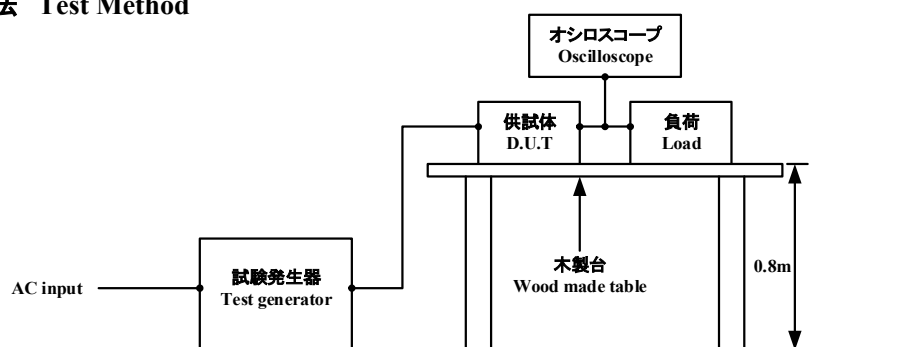 Test Method
オシロスコープ
Oscilloscope
供試体
D.U.T
負荷
Load
木製台
Wood made table
0.8m
試験発生器
Test generator
AC input